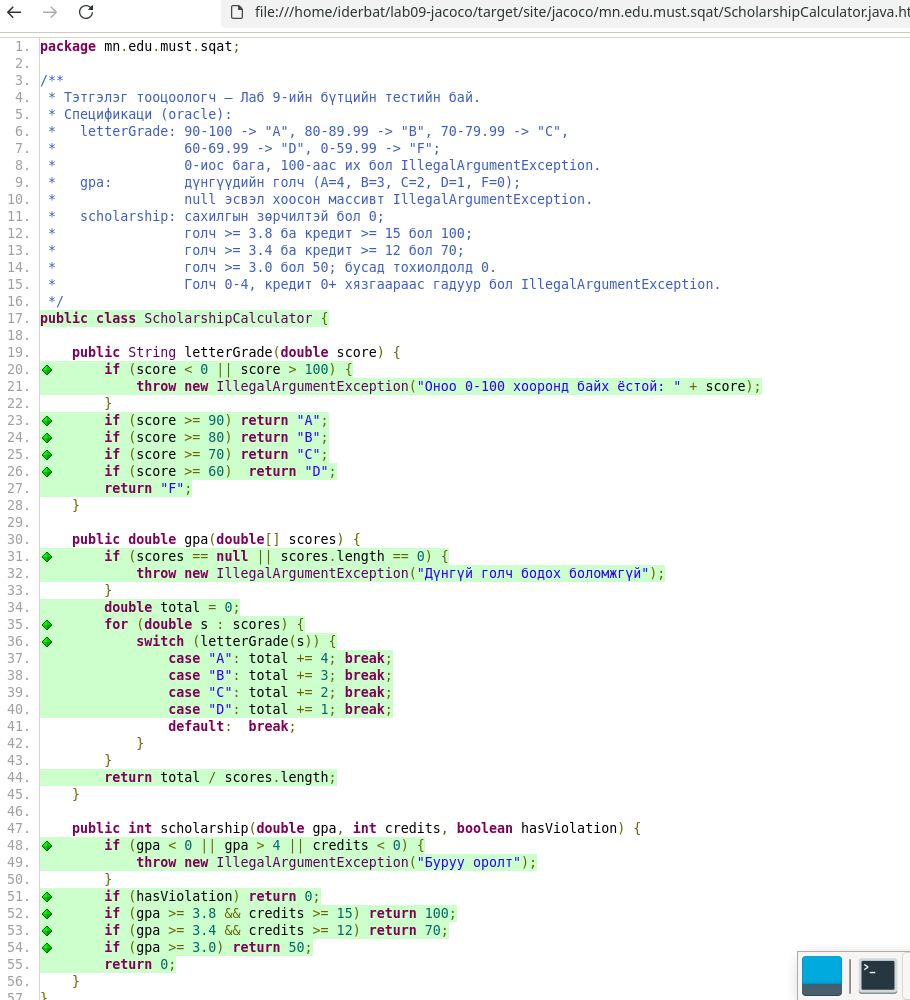 file:///home/iderbat/lab09-jacoco/target/site/jacoco/mn.edu.must.sqat/ScholarshipCalculator.java.ht
1. package mn.edu.must.sqat;
2.
3. /**
4.  * Тэтгэлэг тооцоологч — Лаб 9-ийн бүтцийн тестийн бай.
5.  * Спецификаци (oracle):
6.  *   letterGrade: 90-100 -> "A", 80-89.99 -> "B", 70-79.99 -> "C",
7.  *                60-69.99 -> "D", 0-59.99 -> "F";
8.  *                0-иос бага, 100-аас их бол IllegalArgumentException.
9.  *   gpa:         дүнгүүдийн голч (A=4, B=3, C=2, D=1, F=0);
10.  *                null эсвэл хоосон массивт IllegalArgumentException.
11.  *   scholarship: сахилгын зөрчилтэй бол 0;
12.  *                голч >= 3.8 ба кредит >= 15 бол 100;
13.  *                голч >= 3.4 ба кредит >= 12 бол 70;
14.  *                голч >= 3.0 бол 50; бусад тохиолдолд 0.
15.  *                Голч 0-4, кредит 0+ хязгаараас гадуур бол IllegalArgumentException.
16.  */
17. public class ScholarshipCalculator {
18.
19.     public String letterGrade(double score) {
20.         if (score < 0 || score > 100) {
21.             throw new IllegalArgumentException("Оноо 0-100 хооронд байх ёстой: " + score);
22.         }
23.         if (score >= 90) return "A";
24.         if (score >= 80) return "B";
25.         if (score >= 70) return "C";
26.         if (score >= 60)  return "D";
27.         return "F";
28.     }
29.
30.     public double gpa(double[] scores) {
31.         if (scores == null || scores.length == 0) {
32.             throw new IllegalArgumentException("Дүнгүй голч бодох боломжгүй");
33.         }
34.         double total = 0;
35.         for (double s : scores) {
36.             switch (letterGrade(s)) {
37.                 case "A": total += 4; break;
38.                 case "B": total += 3; break;
39.                 case "C": total += 2; break;
40.                 case "D": total += 1; break;
41.                 default:  break;
42.             }
43.         }
44.         return total / scores.length;
45.     }
46.
47.     public int scholarship(double gpa, int credits, boolean hasViolation) {
48.         if (gpa < 0 || gpa > 4 || credits < 0) {
49.             throw new IllegalArgumentException("Буруу оролт");
50.         }
51.         if (hasViolation) return 0;
52.         if (gpa >= 3.8 && credits >= 15) return 100;
53.         if (gpa >= 3.4 && credits >= 12) return 70;
54.         if (gpa >= 3.0) return 50;
55.         return 0;
56.     }
57. }